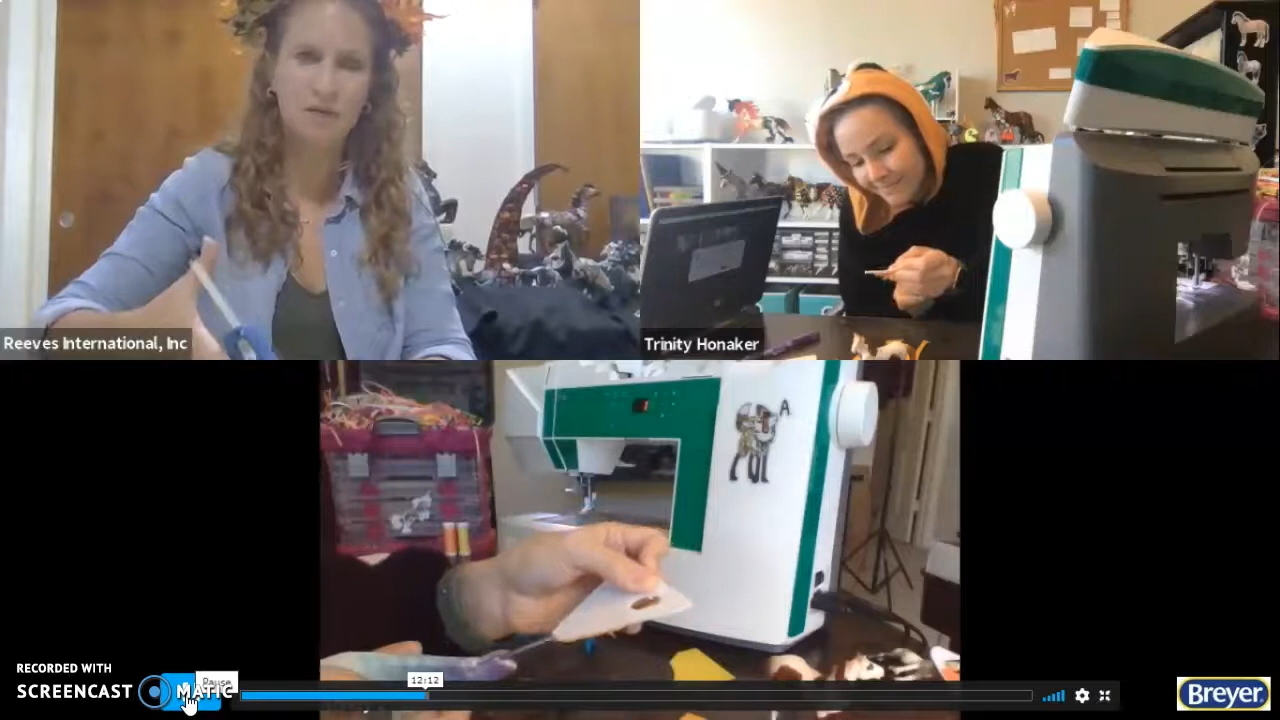 Reeves International, Inc
Trinity Honaker
A
RECORDED WITH
SCREENCAST MATIC
Pause
12:12
Breyer